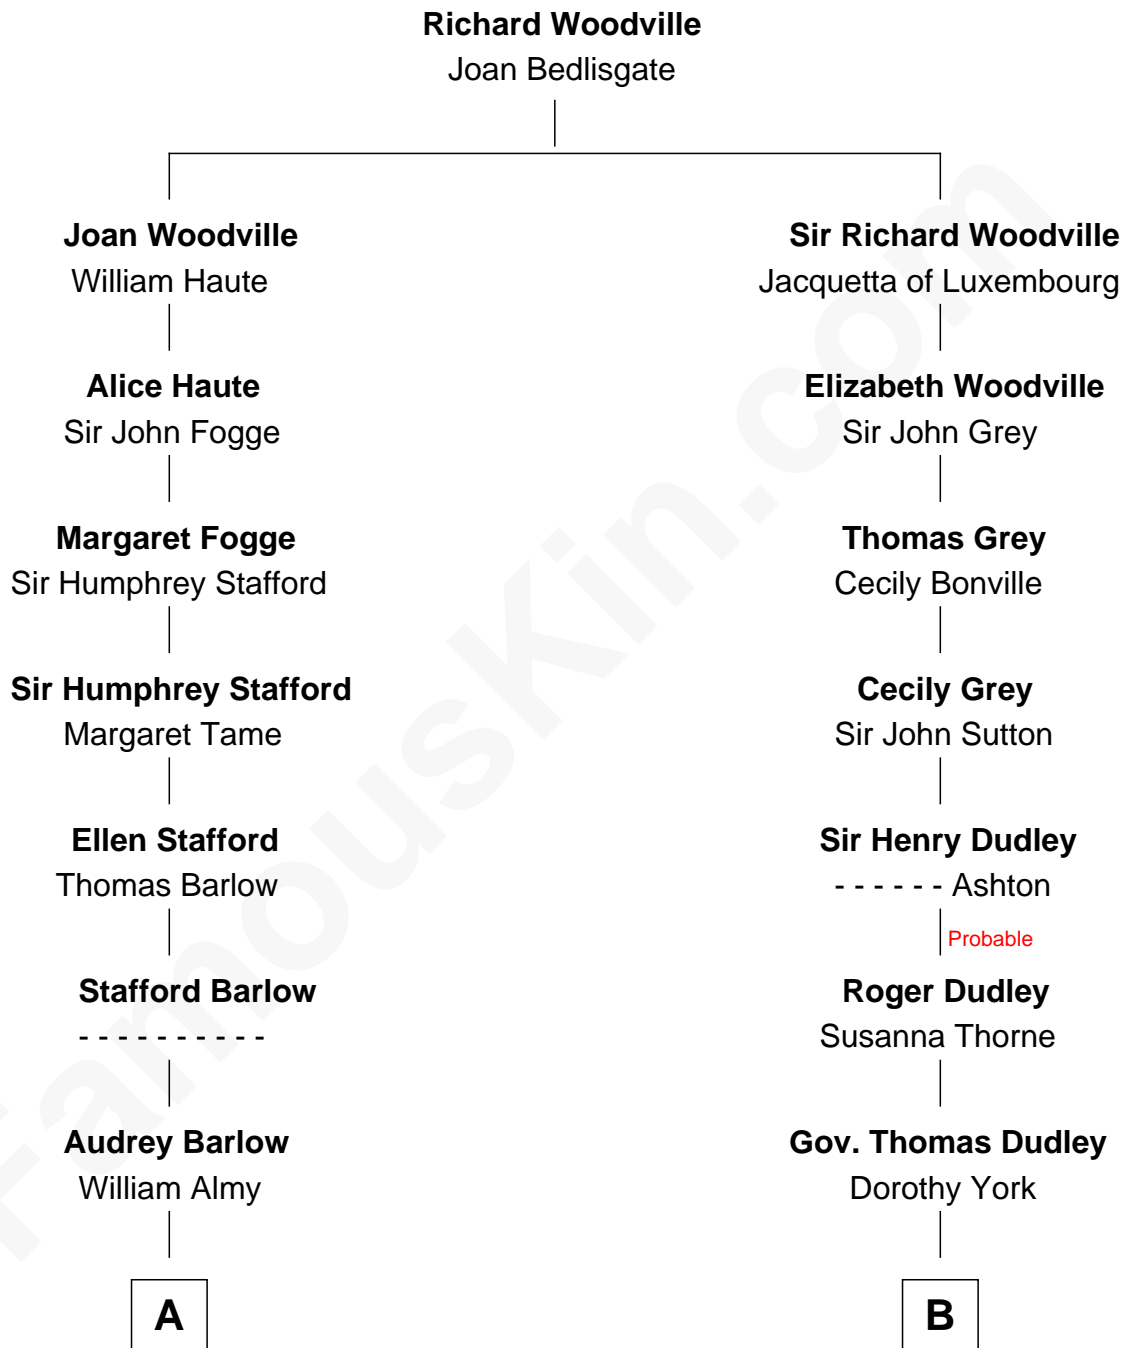 Richard Woodville
Joan Bedlisgate
Joan Woodville
William Haute
Sir Richard Woodville
Jacquetta of Luxembourg
Alice Haute
Sir John Fogge
Elizabeth Woodville
Sir John Grey
Margaret Fogge
Sir Humphrey Stafford
Thomas Grey
Cecily Bonville
Sir Humphrey Stafford
Margaret Tame
Cecily Grey
Sir John Sutton
Ellen Stafford
Thomas Barlow
Sir Henry Dudley
- - - - - - Ashton
Probable
Stafford Barlow
- - - - - - - - - -
Roger Dudley
Susanna Thorne
Audrey Barlow
William Almy
Gov. Thomas Dudley
Dorothy York
A
B
FamousKin.com